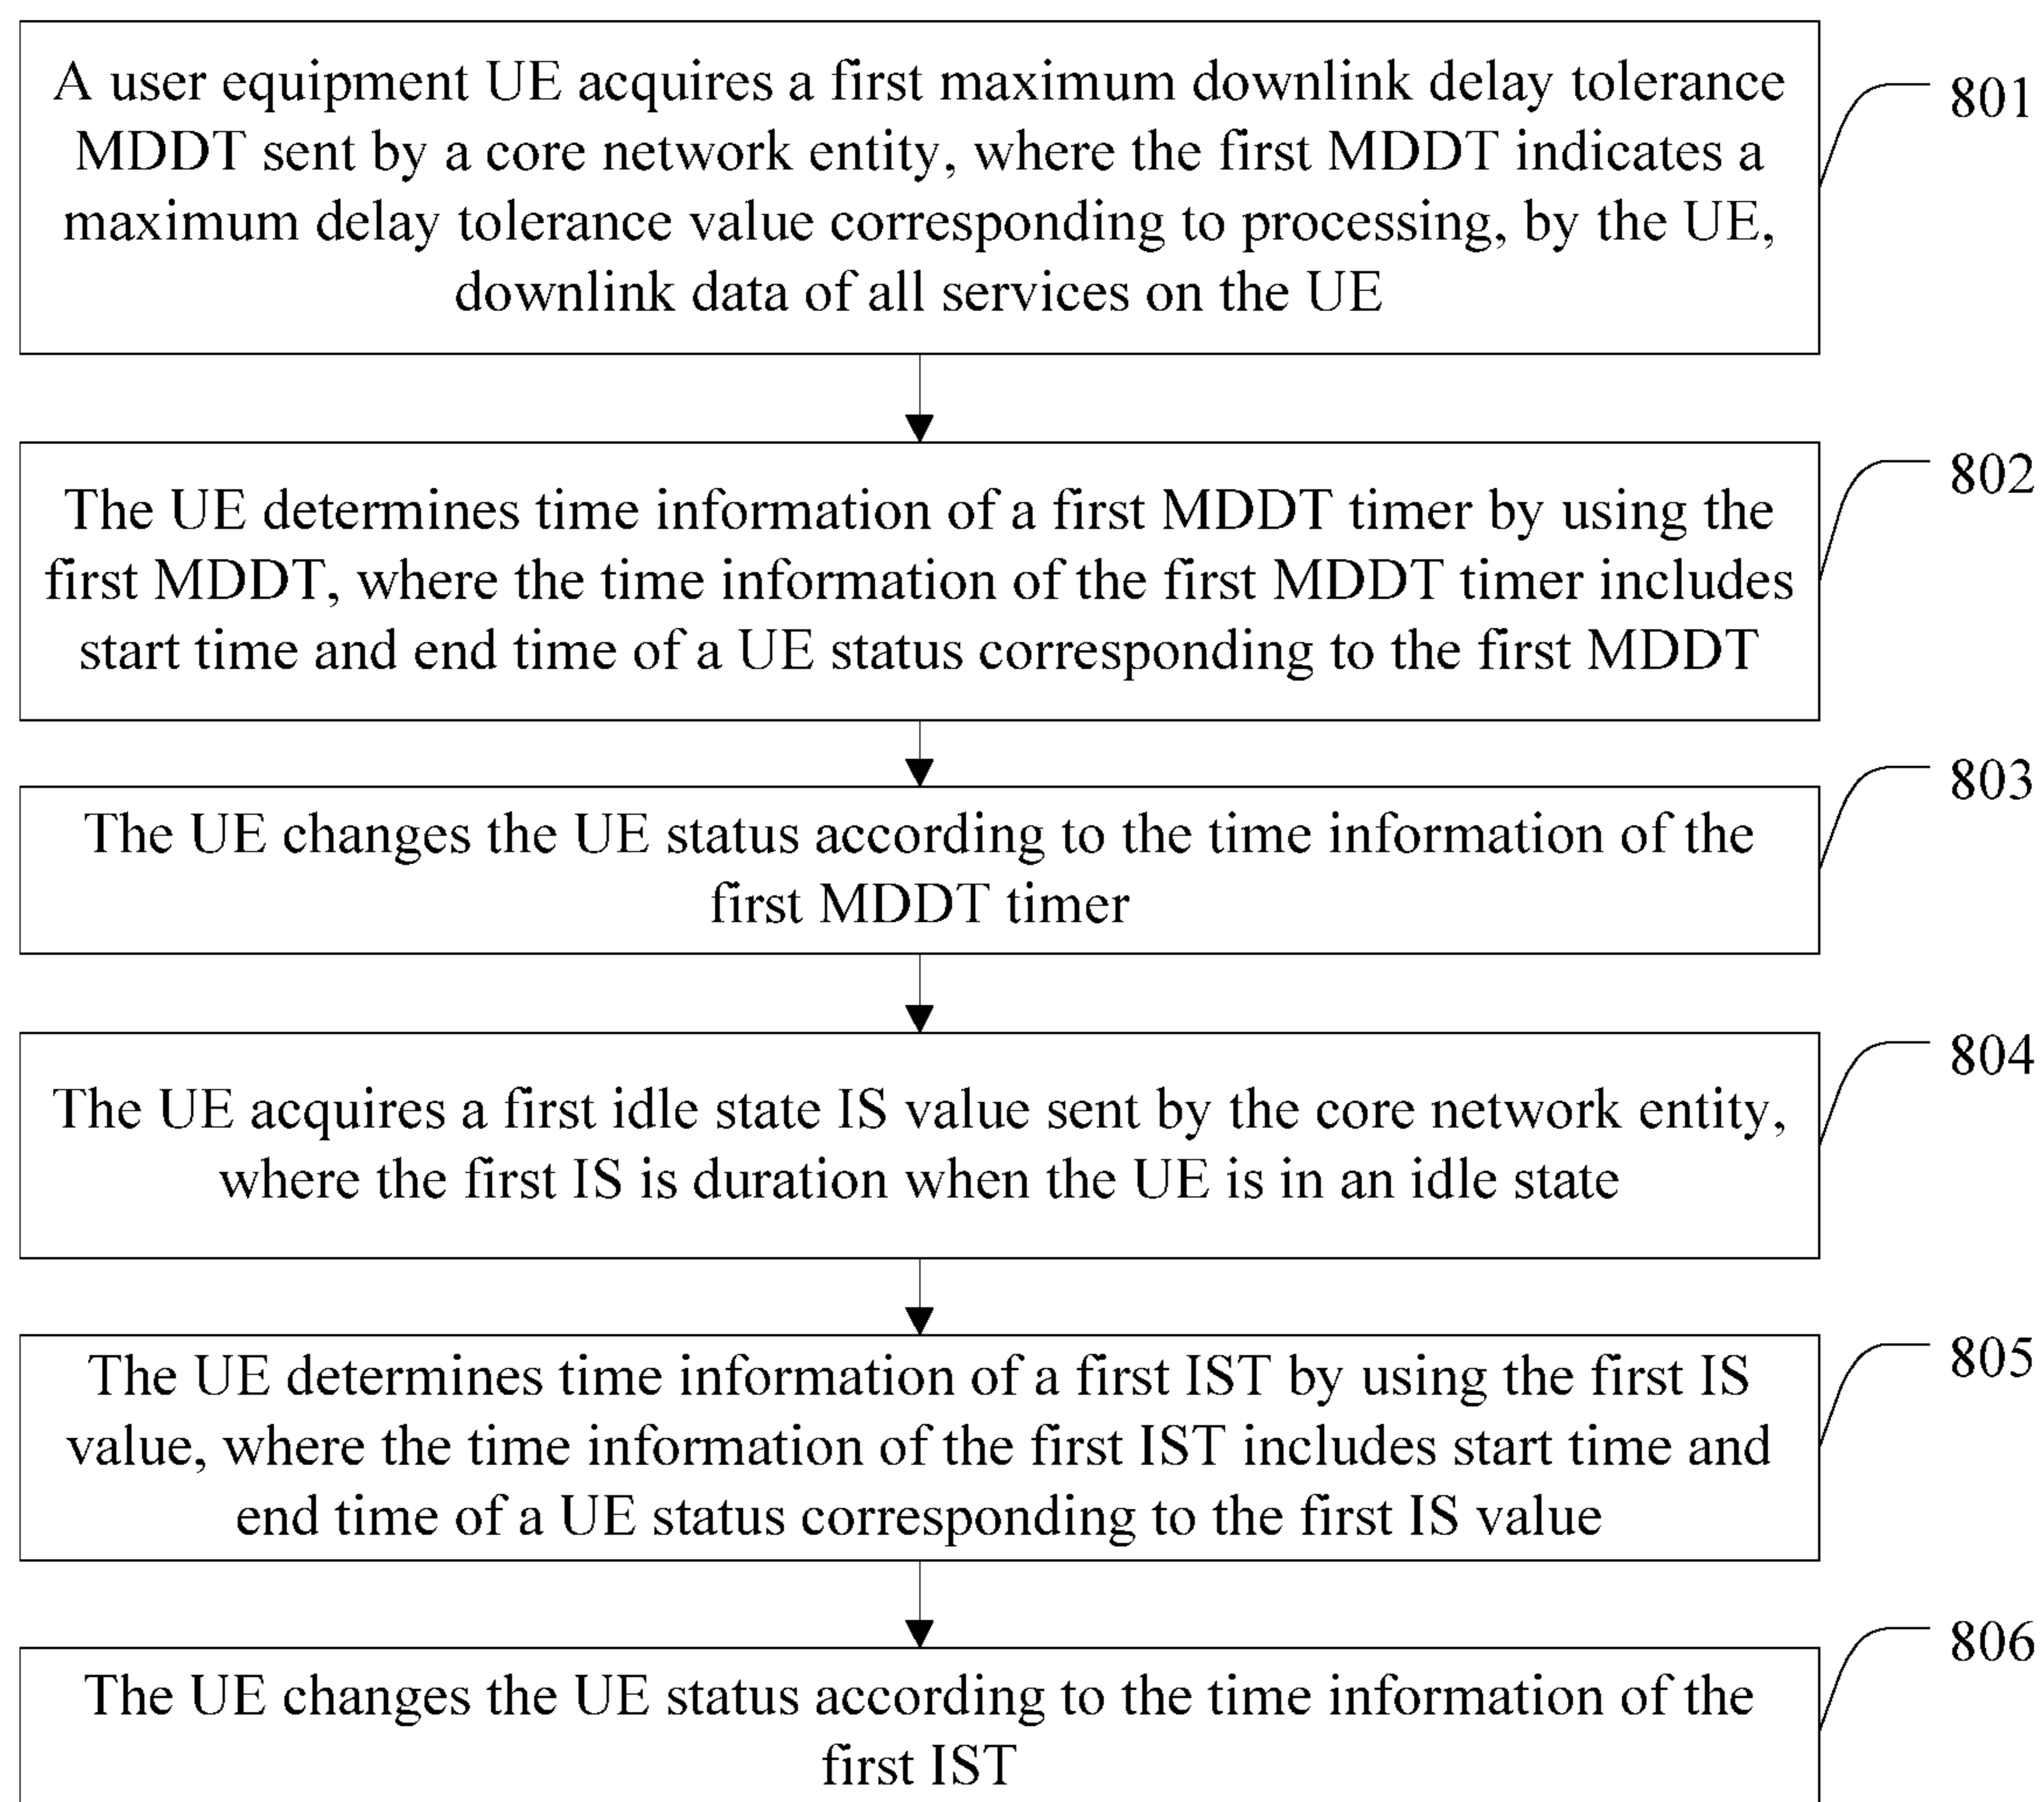 A user equipment UE acquires a first maximum downlink delay tolerance
MDDT sent by a core network entity, where the first MDDT indicates a
maximum delay tolerance value corresponding to processing, by the UE,
downlink data of all services on the UE
801
The UE determines time information of a first MDDT timer by using the
first MDDT, where the time information of the first MDDT timer includes
start time and end time of a UE status corresponding to the first MDDT
802
The UE changes the UE status according to the time information of the
first MDDT timer
803
The UE acquires a first idle state IS value sent by the core network entity,
where the first IS is duration when the UE is in an idle state
804
The UE determines time information of a first IST by using the first IS
value, where the time information of the first IST includes start time and
end time of a UE status corresponding to the first IS value
805
The UE changes the UE status according to the time information of the
first IST
806